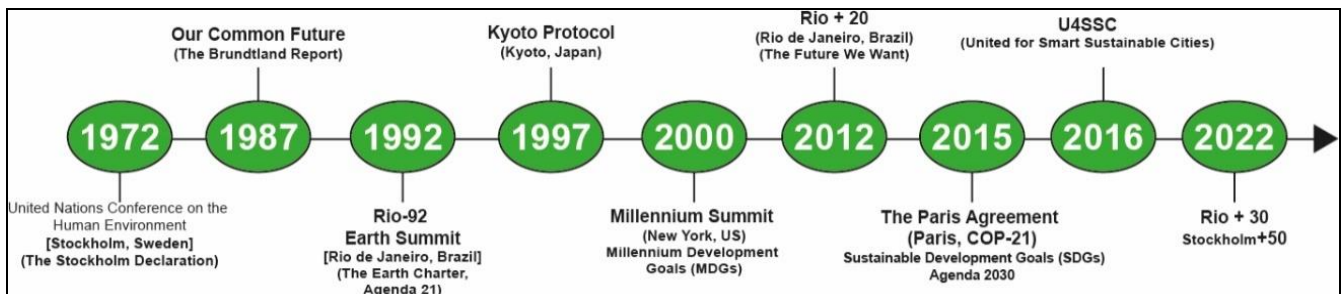 Our Common Future
(The Brundtland Report)
Kyoto Protocol
(Kyoto, Japan)
Rio + 20
(Rio de Janeiro, Brazil)
(The Future We Want)
U4SSC
(United for Smart Sustainable Cities)
1972
1987
1992
1997
2000
2012
2015
2016
2022
United Nations Conference on the
Human Environment
[Stockholm, Sweden]
(The Stockholm Declaration)
Rio-92
Earth Summit
[Rio de Janeiro, Brazil]
(The Earth Charter,
Agenda 21)
Millennium Summit
(New York, US)
Millennium Development
Goals (MDGs)
The Paris Agreement
(Paris, COP-21)
Sustainable Development Goals (SDGs)
Agenda 2030
Rio + 30
Stockholm+50